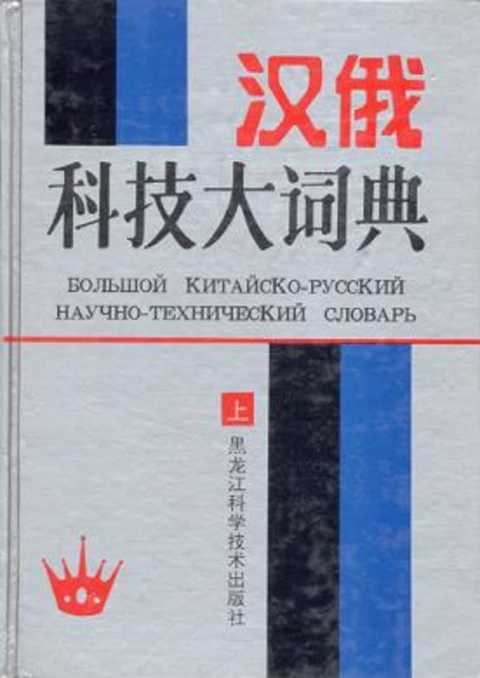 汉俄
科技大词典
БОЛЬШОЙ КИТАЙСКО-РУССКИЙ
НАУЧНО-ТЕХНИЧЕСКИЙ СЛОВАРЬ
上
黑龙江科学技术出版社